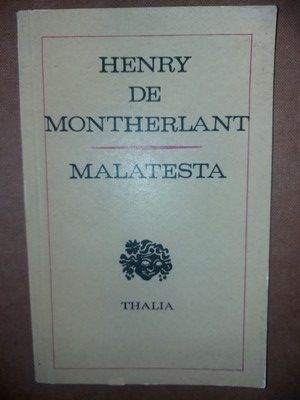 HENRY
DE
MONTHERLANT
MALATESTA
THALIA